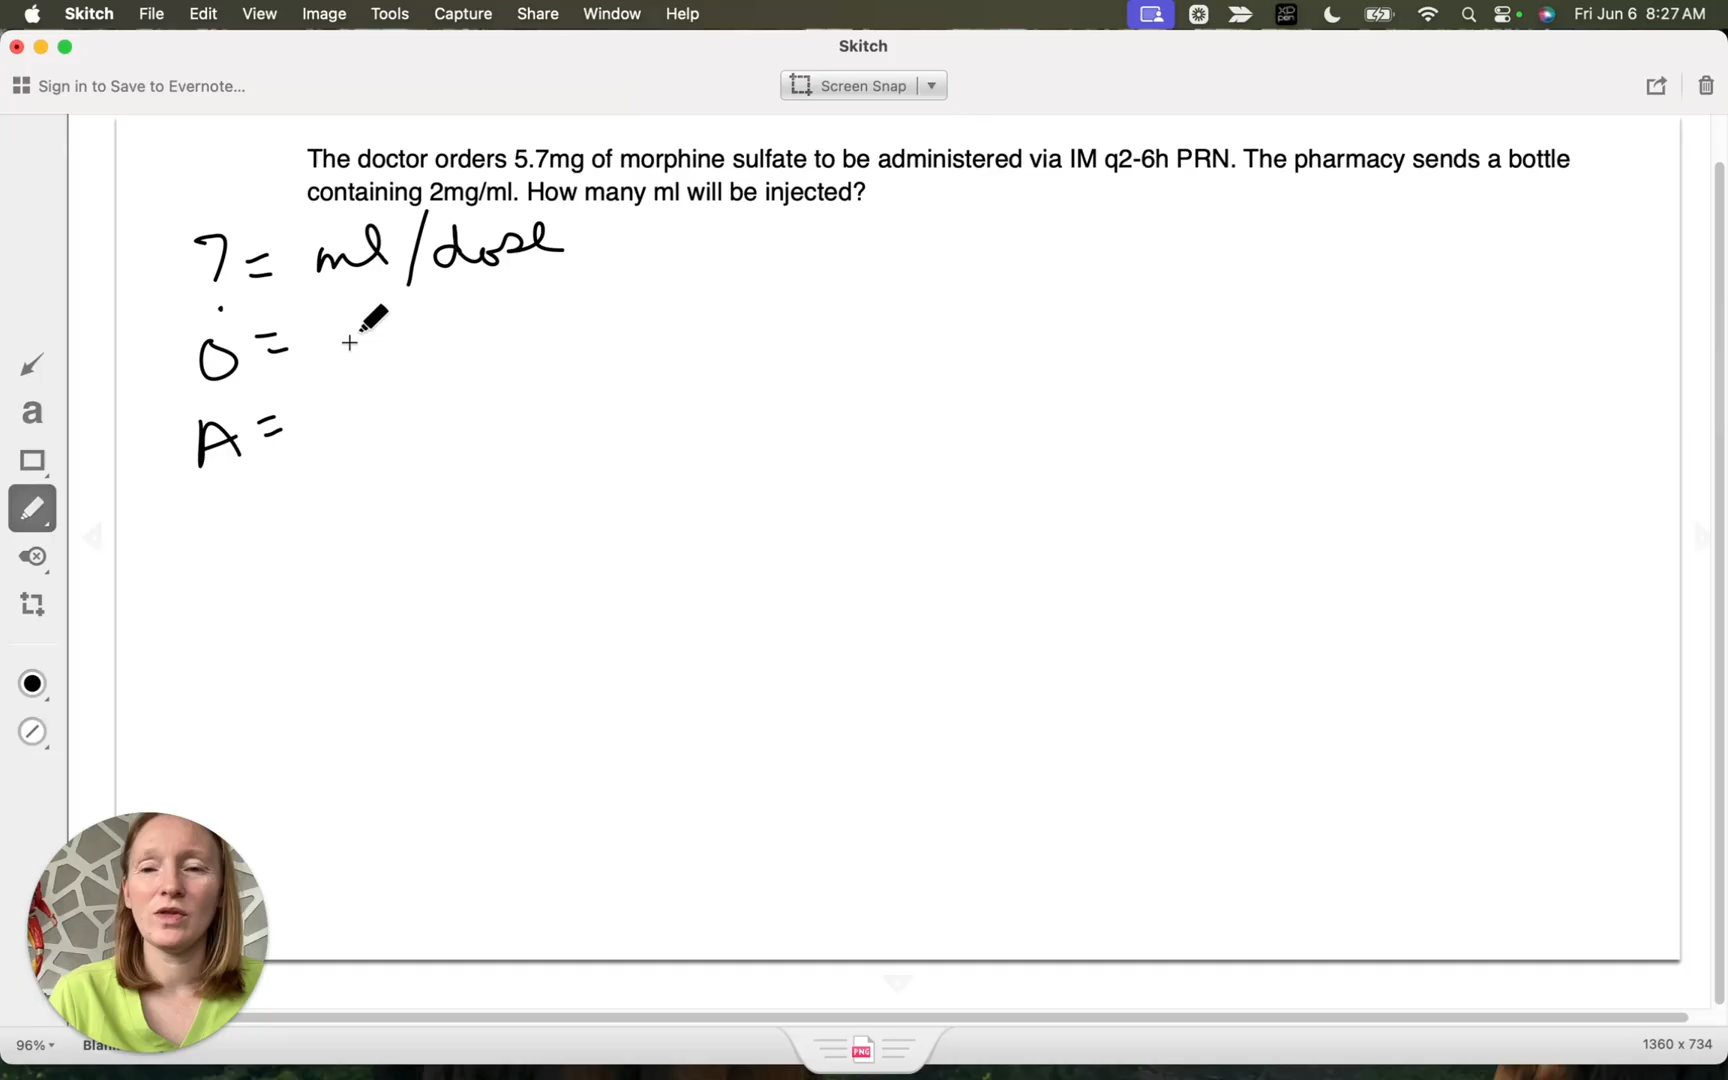 Skitch File Edit View Image Tools Capture Share Window Help Fri Jun 6 8:27 AM
Skitch
Sign in to Save to Evernote... Screen Snap
The doctor orders 5.7mg of morphine sulfate to be administered via IM q2-6h PRN. The pharmacy sends a bottle
containing 2mg/ml. How many ml will be injected?
? = ml/dose
O =
A =
a
96% PNG 1360 x 734